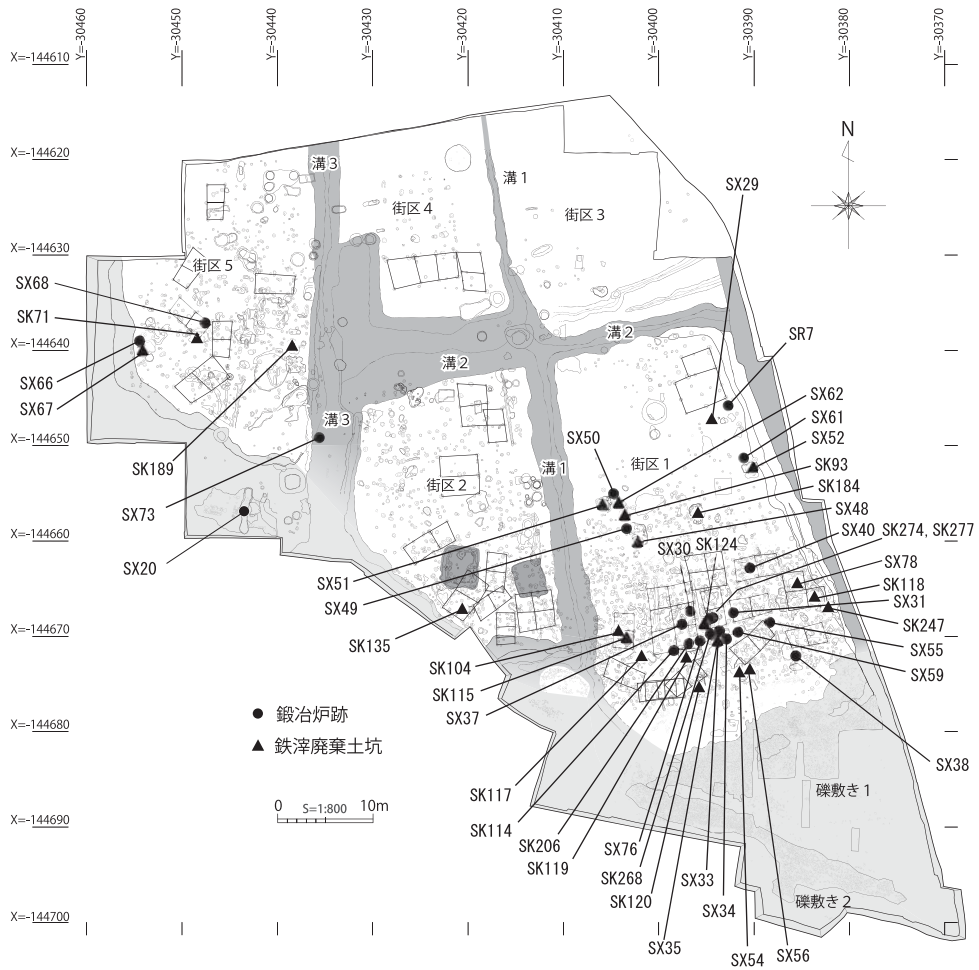 Y=-30460
Y=-30450
Y=-30440
Y=-30430
Y=-30420
Y=-30410
Y=-30400
Y=-30390
Y=-30380
Y=-30370
X=-144610
X=-144620
X=-144630
X=-144640
X=-144650
X=-144660
X=-144670
X=-144680
X=-144690
X=-144700
N
溝3
溝1
街区4
街区3
SX29
街区5
SX68
SK71
SX66
SX67
溝2
溝2
SR7
SX62
SX61
SX52
SX50
溝3
SK189
街区1
SK93
SK184
溝1
街区2
SX48
SX73
SX40
SK274, SK277
SX30
SK124
SX20
SX51
SX78
SX49
SK118
SX31
SK135
SK247
SK104
SX55
SK115
SX59
SX37
鍛冶炉跡
鉄滓廃棄土坑
SX38
0
S=1:800
10m
SK117
礫敷き1
SK114
SK206
SX76
SK119
SK268
SX33
SK120
SX34
礫敷き2
SX35
SX54
SX56